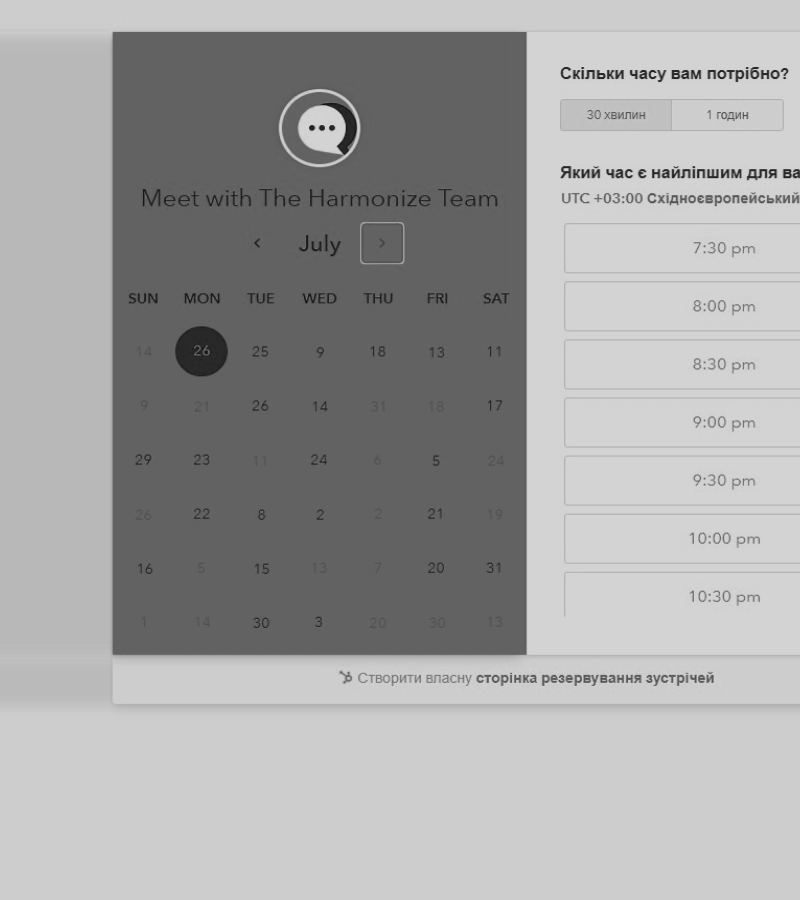 Meet with The Harmonize Team
July
SUN MON TUE WED THU FRI SAT
14 26 25 9 18 13 11
9 21 26 14 31 18 17
29 23 11 24 6 5 24
26 22 8 2 2 21 19
16 5 15 13 7 20 31
1 14 30 3 20 30 13
Скільки часу вам потрібно?
30 хвилин 1 годин
Який час є найліпшим для ва
UTC +03:00 Східноєвропейський
7:30 pm
8:00 pm
8:30 pm
9:00 pm
9:30 pm
10:00 pm
10:30 pm
Створити власну сторінка резервування зустрічей